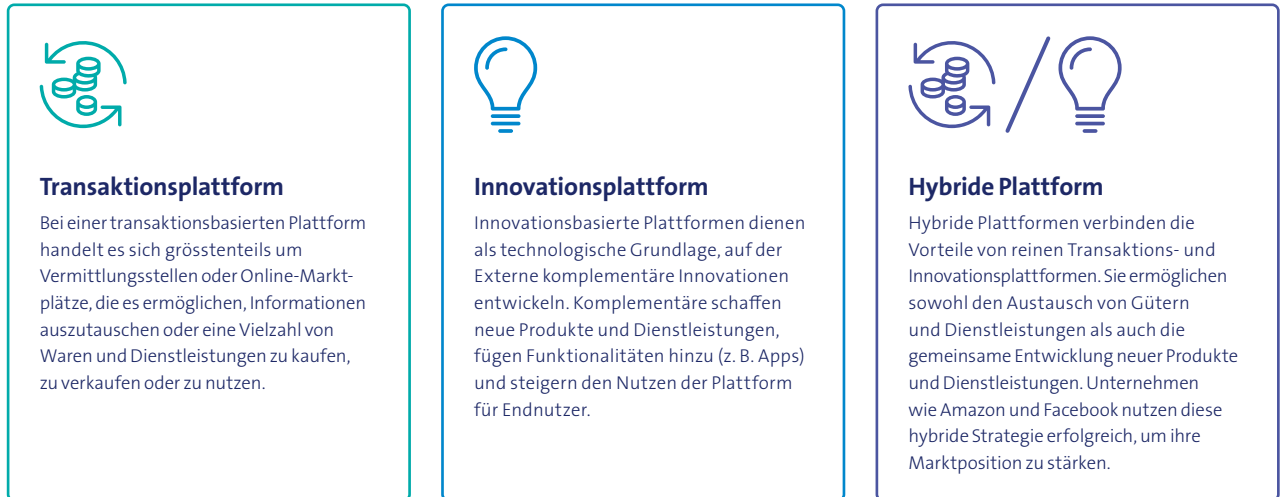 Transaktionsplattform
Bei einer transaktionsbasierten Plattform
handelt es sich grösstenteils um
Vermittlungsstellen oder Online-Markt-
plätze, die es ermöglichen, Informationen
auszutauschen oder eine Vielzahl von
Waren und Dienstleistungen zu kaufen,
zu verkaufen oder zu nutzen.
Innovationsplattform
Innovationsbasierte Plattformen dienen
als technologische Grundlage, auf der
Externe komplementäre Innovationen
entwickeln. Komplementäre schaffen
neue Produkte und Dienstleistungen,
fügen Funktionalitäten hinzu (z. B. Apps)
und steigern den Nutzen der Plattform
für Endnutzer.
Hybride Plattform
Hybride Plattformen verbinden die
Vorteile von reinen Transaktions- und
Innovationsplattformen. Sie ermöglichen
sowohl den Austausch von Gütern
und Dienstleistungen als auch die
gemeinsame Entwicklung neuer Produkte
und Dienstleistungen. Unternehmen
wie Amazon und Facebook nutzen diese
hybride Strategie erfolgreich, um ihre
Marktposition zu stärken.